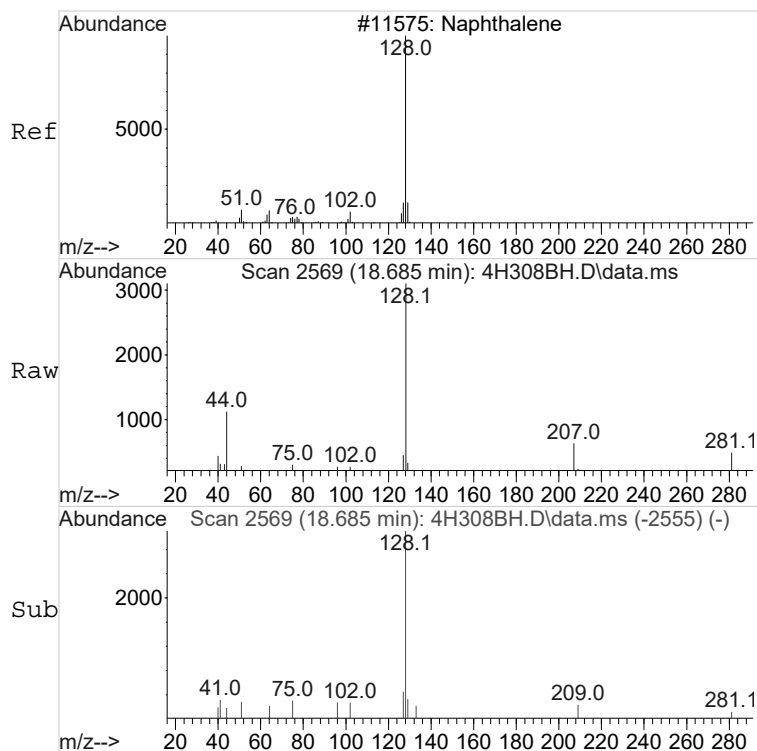 Abundance #11575: Naphthalene
128.0
Ref 5000
51.0 76.0 102.0
m/z--> 20 40 60 80 100 120 140 160 180 200 220 240 260 280
Abundance Scan 2569 (18.685 min): 4H308BH.D\data.ms
3000 128.1
2000
Raw
1000 44.0 75.0 102.0 207.0 281.1
m/z--> 20 40 60 80 100 120 140 160 180 200 220 240 260 280
Abundance Scan 2569 (18.685 min): 4H308BH.D\data.ms (-2555) (-)
128.1
Sub 2000
41.0 75.0 102.0 209.0 281.1
m/z--> 20 40 60 80 100 120 140 160 180 200 220 240 260 280